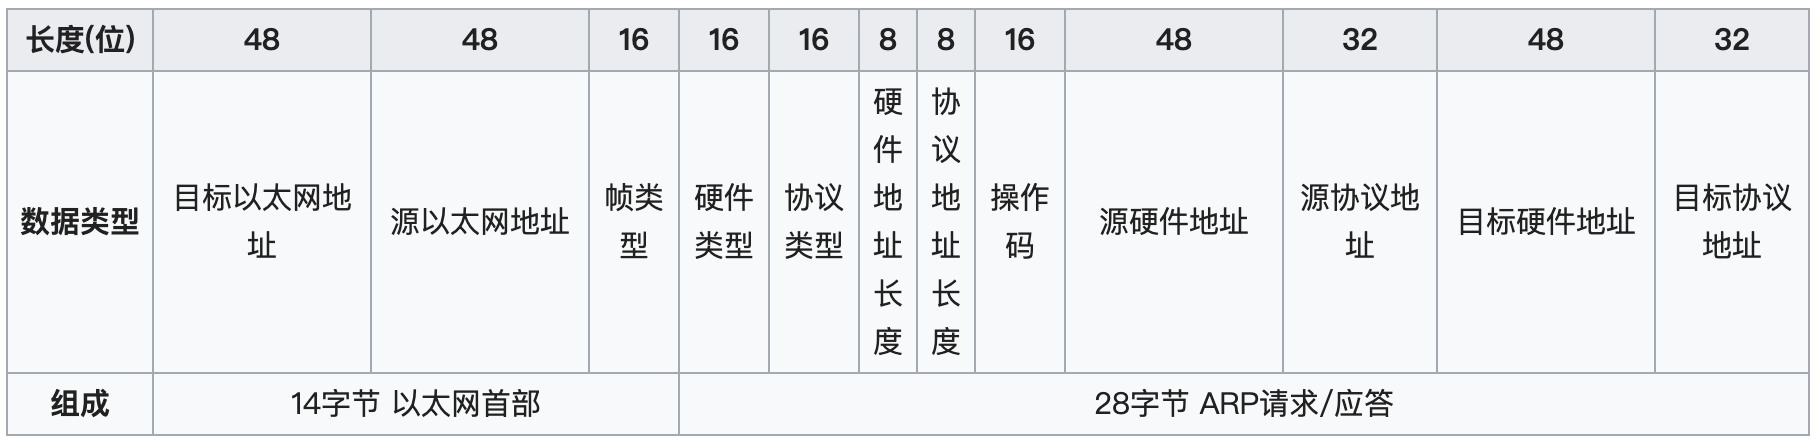 长度(位) 48 48 16 16 16 8 8 16 48 32 48 32
数据类型 目标以太网地址 源以太网地址 帧类型 硬件类型 协议类型 硬件地址长度 协议地址长度 操作码 源硬件地址 源协议地址 目标硬件地址 目标协议地址
组成 14字节 以太网首部 28字节 ARP请求/应答